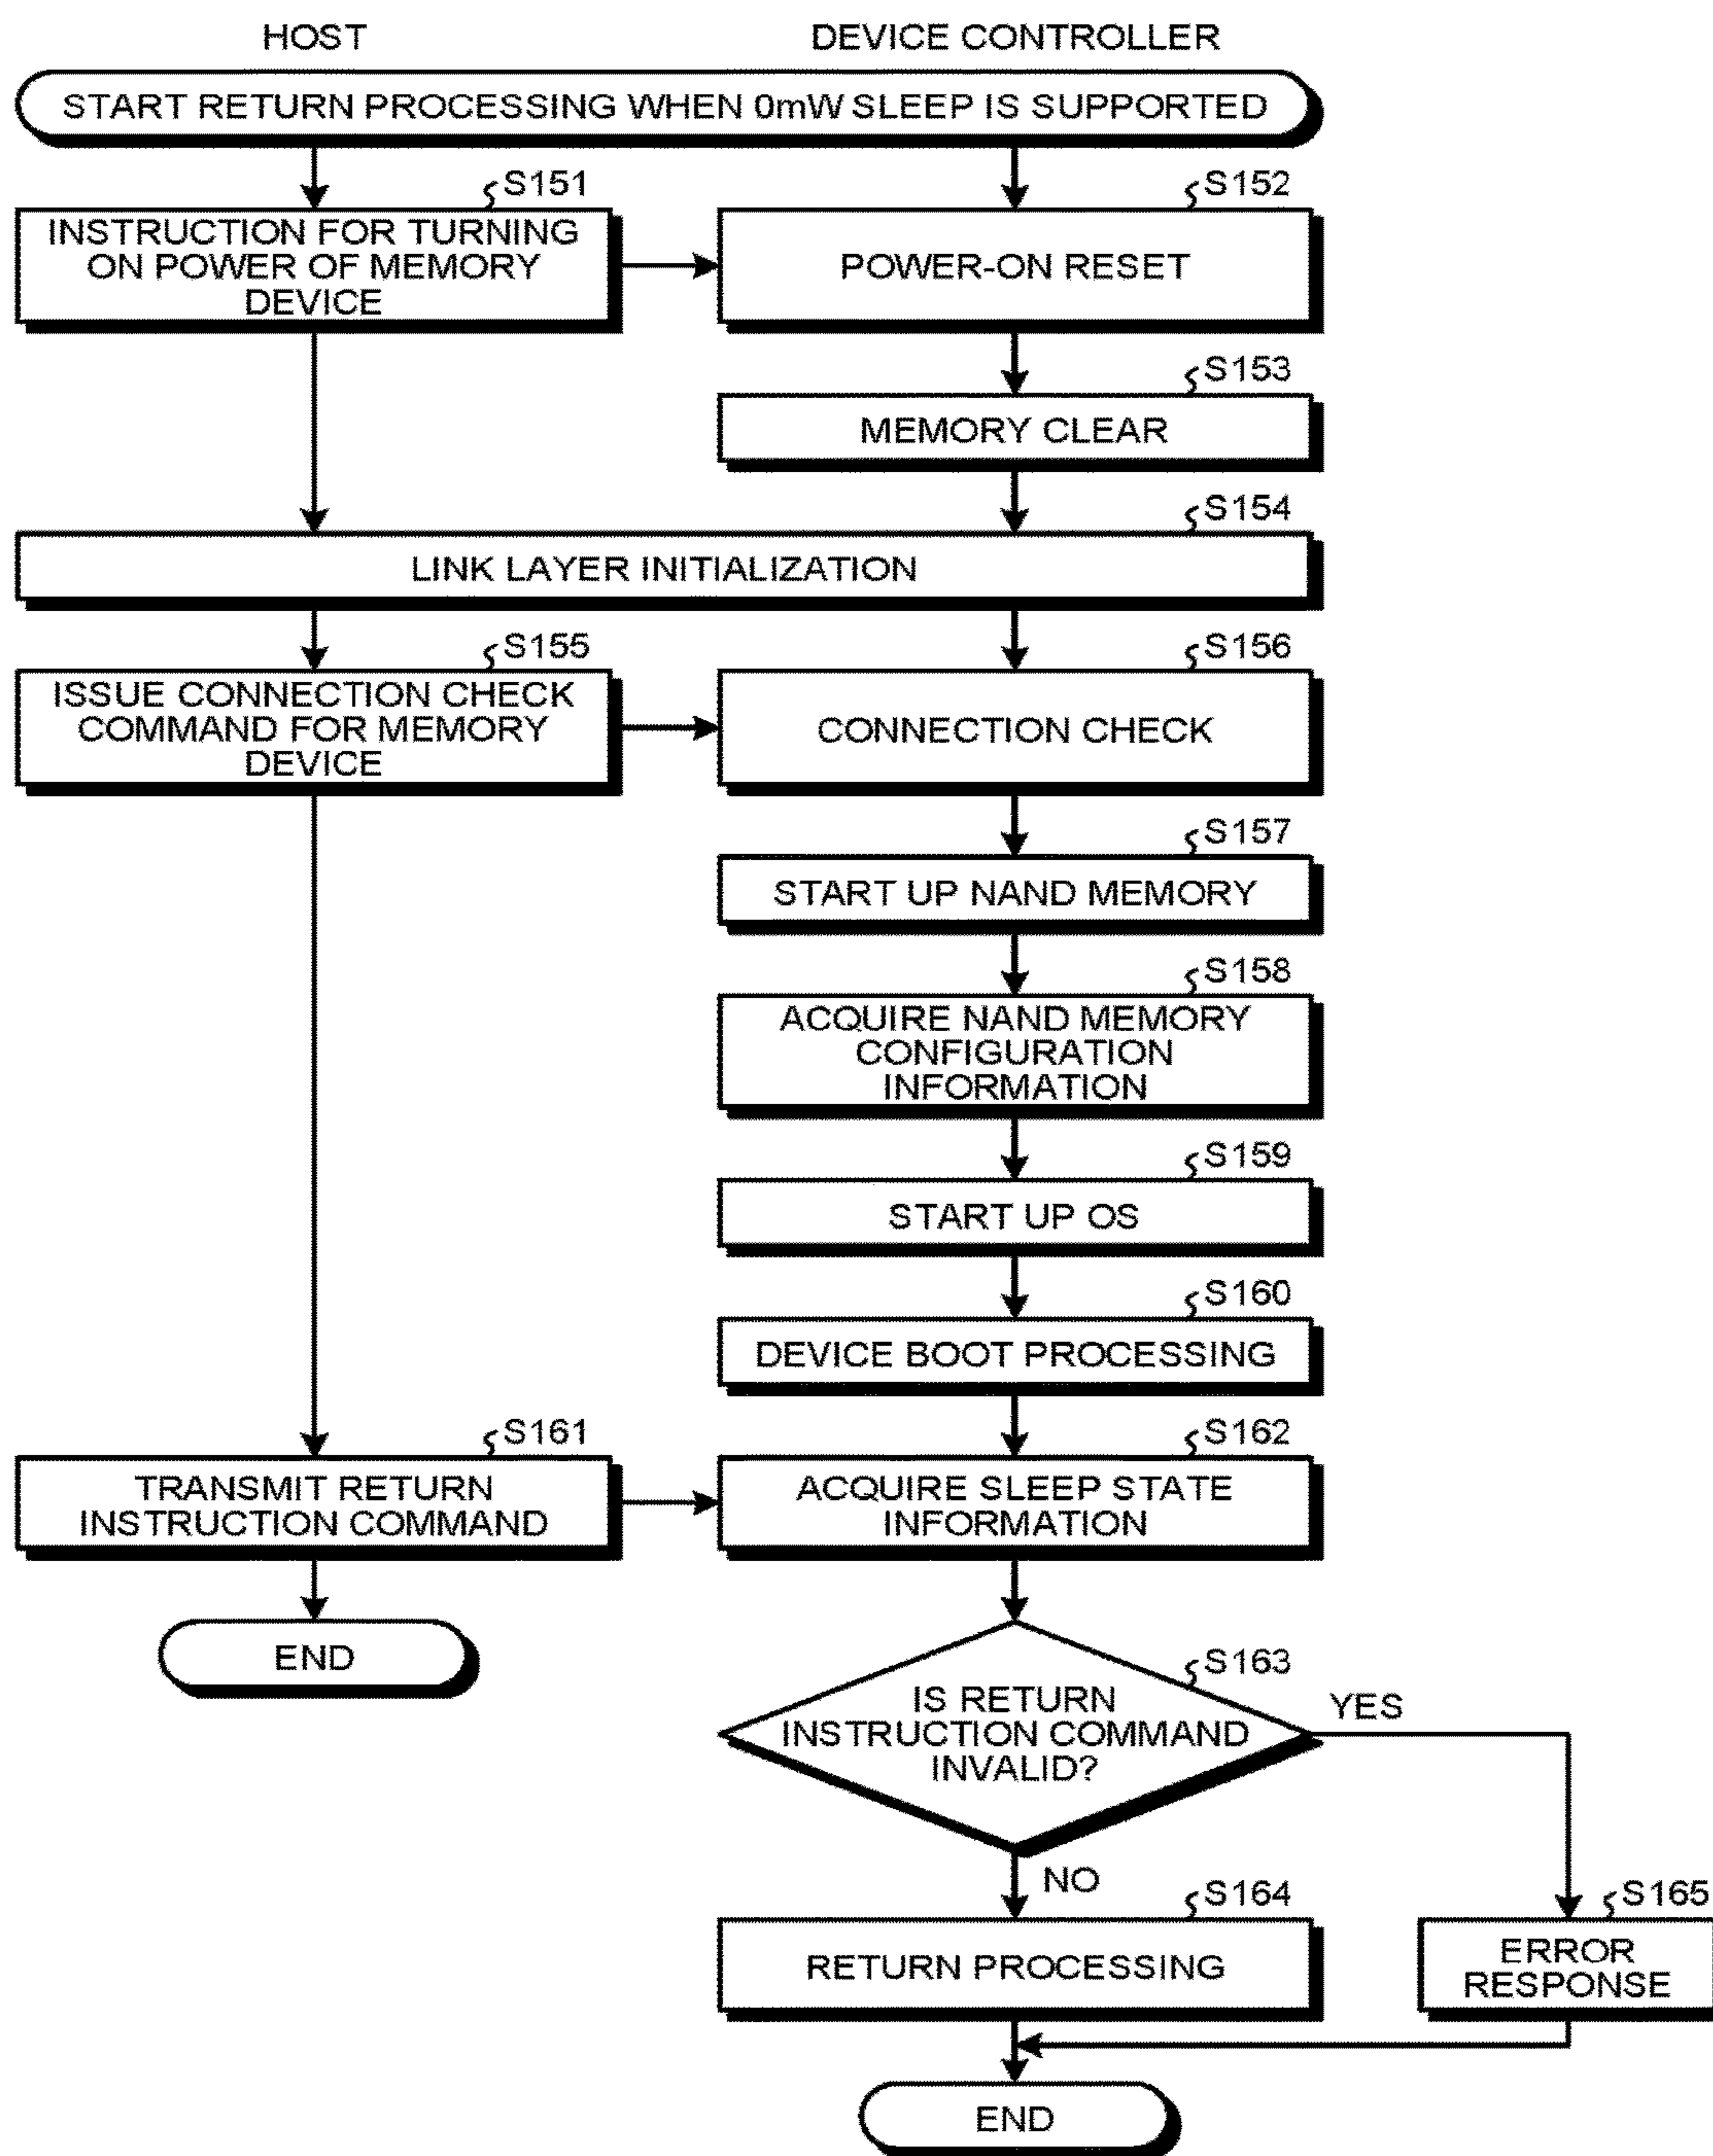 HOST
DEVICE CONTROLLER
START RETURN PROCESSING WHEN 0mW SLEEP IS SUPPORTED
S151
INSTRUCTION FOR TURNING
ON POWER OF MEMORY
DEVICE
S152
POWER-ON RESET
S153
MEMORY CLEAR
S154
LINK LAYER INITIALIZATION
S155
ISSUE CONNECTION CHECK
COMMAND FOR MEMORY
DEVICE
S156
CONNECTION CHECK
S157
START UP NAND MEMORY
S158
ACQUIRE NAND MEMORY
CONFIGURATION
INFORMATION
S159
START UP OS
S160
DEVICE BOOT PROCESSING
S161
TRANSMIT RETURN
INSTRUCTION COMMAND
S162
ACQUIRE SLEEP STATE
INFORMATION
END
S163
IS RETURN
INSTRUCTION COMMAND
INVALID?
YES
NO
S164
RETURN PROCESSING
S165
ERROR
RESPONSE
END